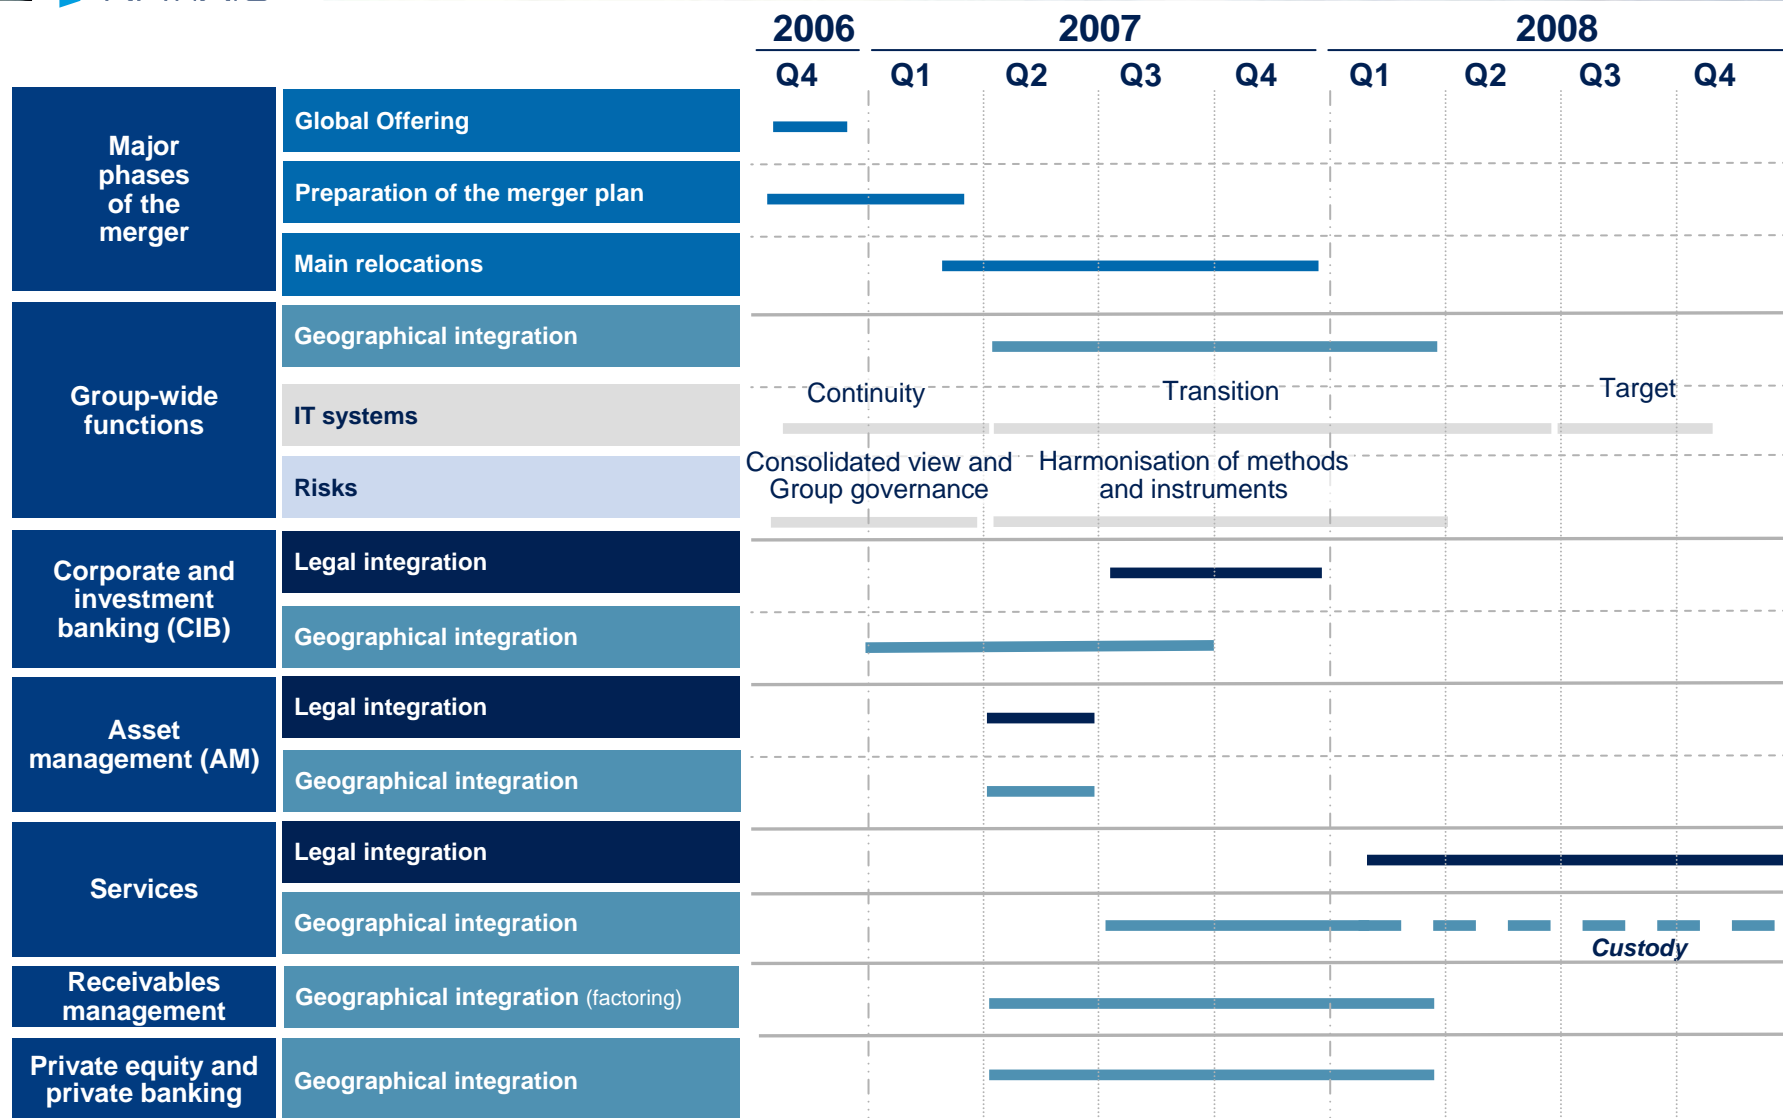 2006 2007 2008
Q4 Q1 Q2 Q3 Q4 Q1 Q2 Q3 Q4
Major
phases
of the
merger
Global Offering
Preparation of the merger plan
Main relocations
Group-wide
functions
Geographical integration
IT systems
Continuity Transition Target
Risks
Consolidated view and
Group governance
Harmonisation of methods
and instruments
Corporate and
investment
banking (CIB)
Legal integration
Geographical integration
Asset
management (AM)
Legal integration
Geographical integration
Services
Legal integration
Geographical integration
Custody
Receivables
management
Geographical integration (factoring)
Private equity and
private banking
Geographical integration